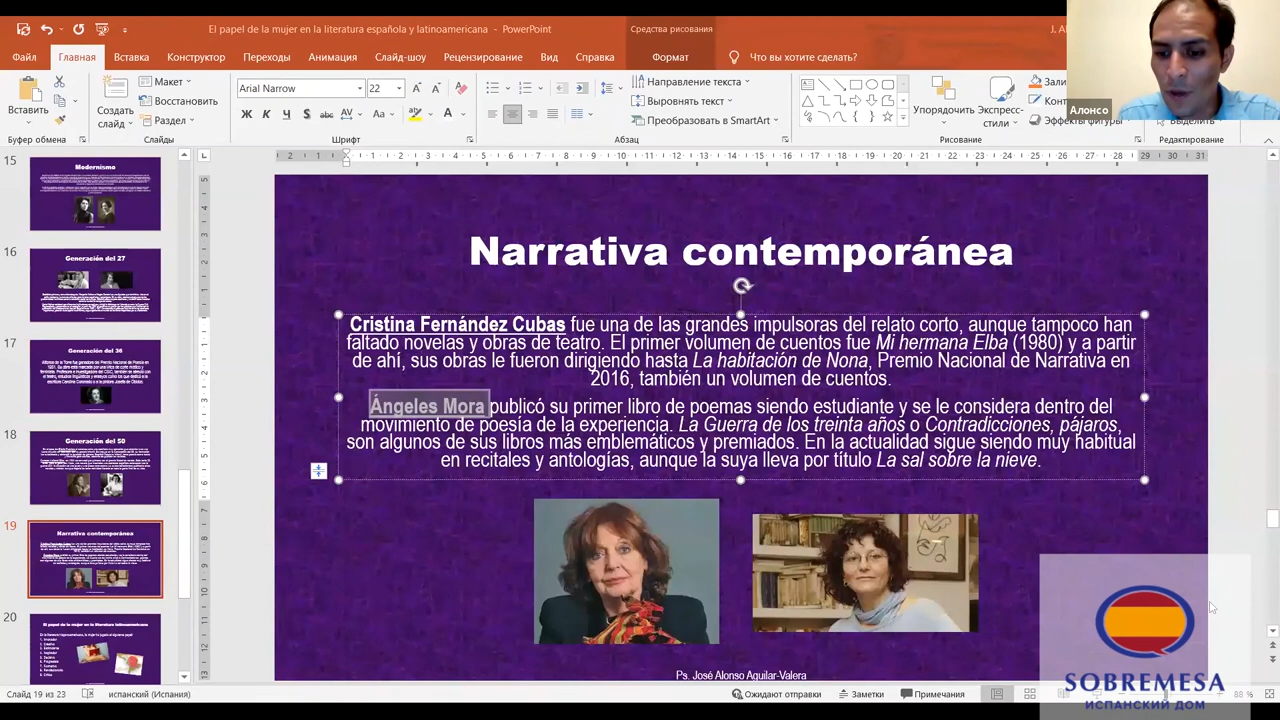 El papel de la mujer en la literatura española y latinoamericana - PowerPoint
Средства рисования
Файл
Главная
Вставка
Конструктор
Переходы
Анимация
Слайд-шоу
Рецензирование
Вид
Справка
Формат
Что вы хотите сделать?
Вставить
Буфер обмена
Создать слайд
Макет
Восстановить
Раздел
Слайды
Arial Narrow
22
Ж К Ч S abc AV Aa A
Шрифт
Направление текста
Выровнять текст
Преобразовать в SmartArt
Абзац
Упорядочить
Экспресс-стили
Эффекты фигуры
Рисование
Выделить
Редактирование
Алонсо
15
Modernismo
16
Generación del 27
17
Generación del 36
18
Generación del 50
19
Narrativa contemporánea
20
El papel de la mujer en la literatura latinoamericana
Narrativa contemporánea
Cristina Fernández Cubas fue una de las grandes impulsoras del relato corto, aunque tampoco han
faltado novelas y obras de teatro. El primer volumen de cuentos fue Mi hermana Elba (1980) y a partir
de ahí, sus obras se fueron dirigiendo hasta La habitación de Nona, Premio Nacional de Narrativa en
2016, también un volumen de cuentos.
Ángeles Mora publicó su primer libro de poemas siendo estudiante y se le considera dentro del
movimiento de poesía de la experiencia. La Guerra de los treinta años o Contradicciones, pájaros,
son algunos de sus libros más emblemáticos y premiados. En la actualidad sigue siendo muy habitual
en recitales y antologías, aunque la suya lleva por titulo La sal sobre la nieve.
Ps. José Alonso Aguilar-Valera
SOBREMESA
ИСПАНСКИЙ ДОМ
Слайд 19 из 23
испанский (Испания)
Ожидают отправки
Заметки
Примечания
88 %